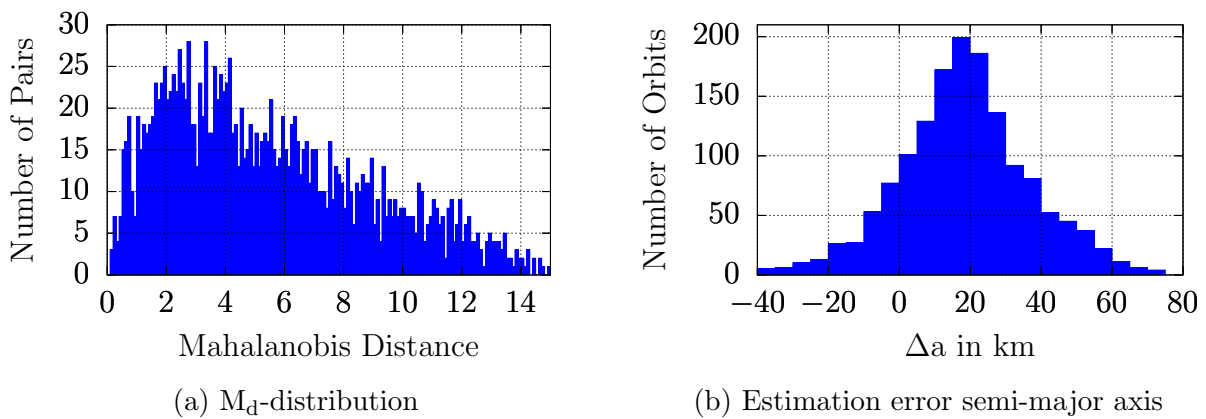 30
25
20
15
10
5
0
0 2 4 6 8 10 12 14
Number of Pairs
Mahalanobis Distance
(a) Md-distribution
200
150
100
50
0
−40 −20 0 20 40 60 80
Number of Orbits
Δa in km
(b) Estimation error semi-major axis